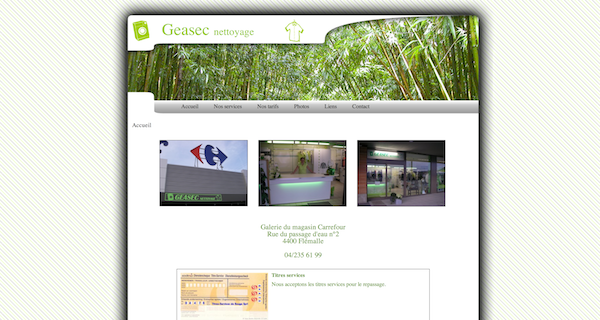 Geasec nettoyage
Accueil Nos services Nos tarifs Photos Liens Contact
Accueil
GEASEC
Galerie du magasin Carrefour
Rue du passage d'eau n°2
4400 Flémalle
04/235 61 99
Titres services
Nous acceptons les titres services pour le repassage.